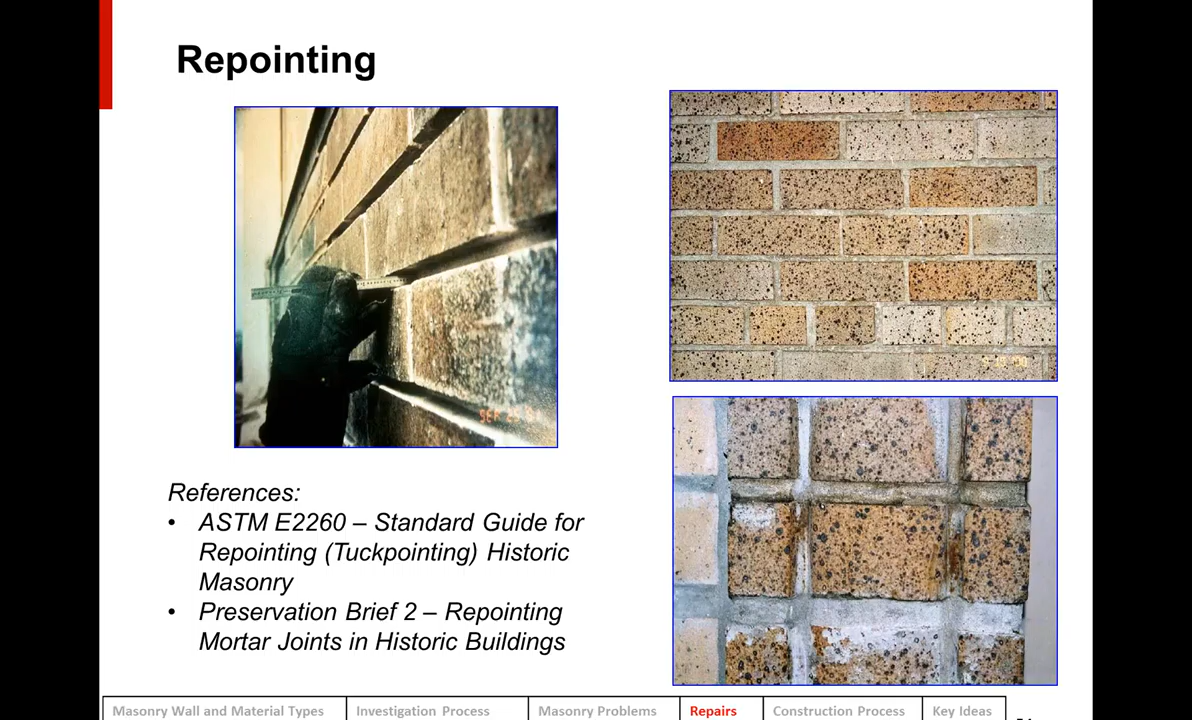 Repointing
References:
• ASTM E2260 – Standard Guide for
Repointing (Tuckpointing) Historic
Masonry
• Preservation Brief 2 – Repointing
Mortar Joints in Historic Buildings
Masonry Wall and Material Types
Investigation Process
Masonry Problems
Repairs
Construction Process
Key Ideas